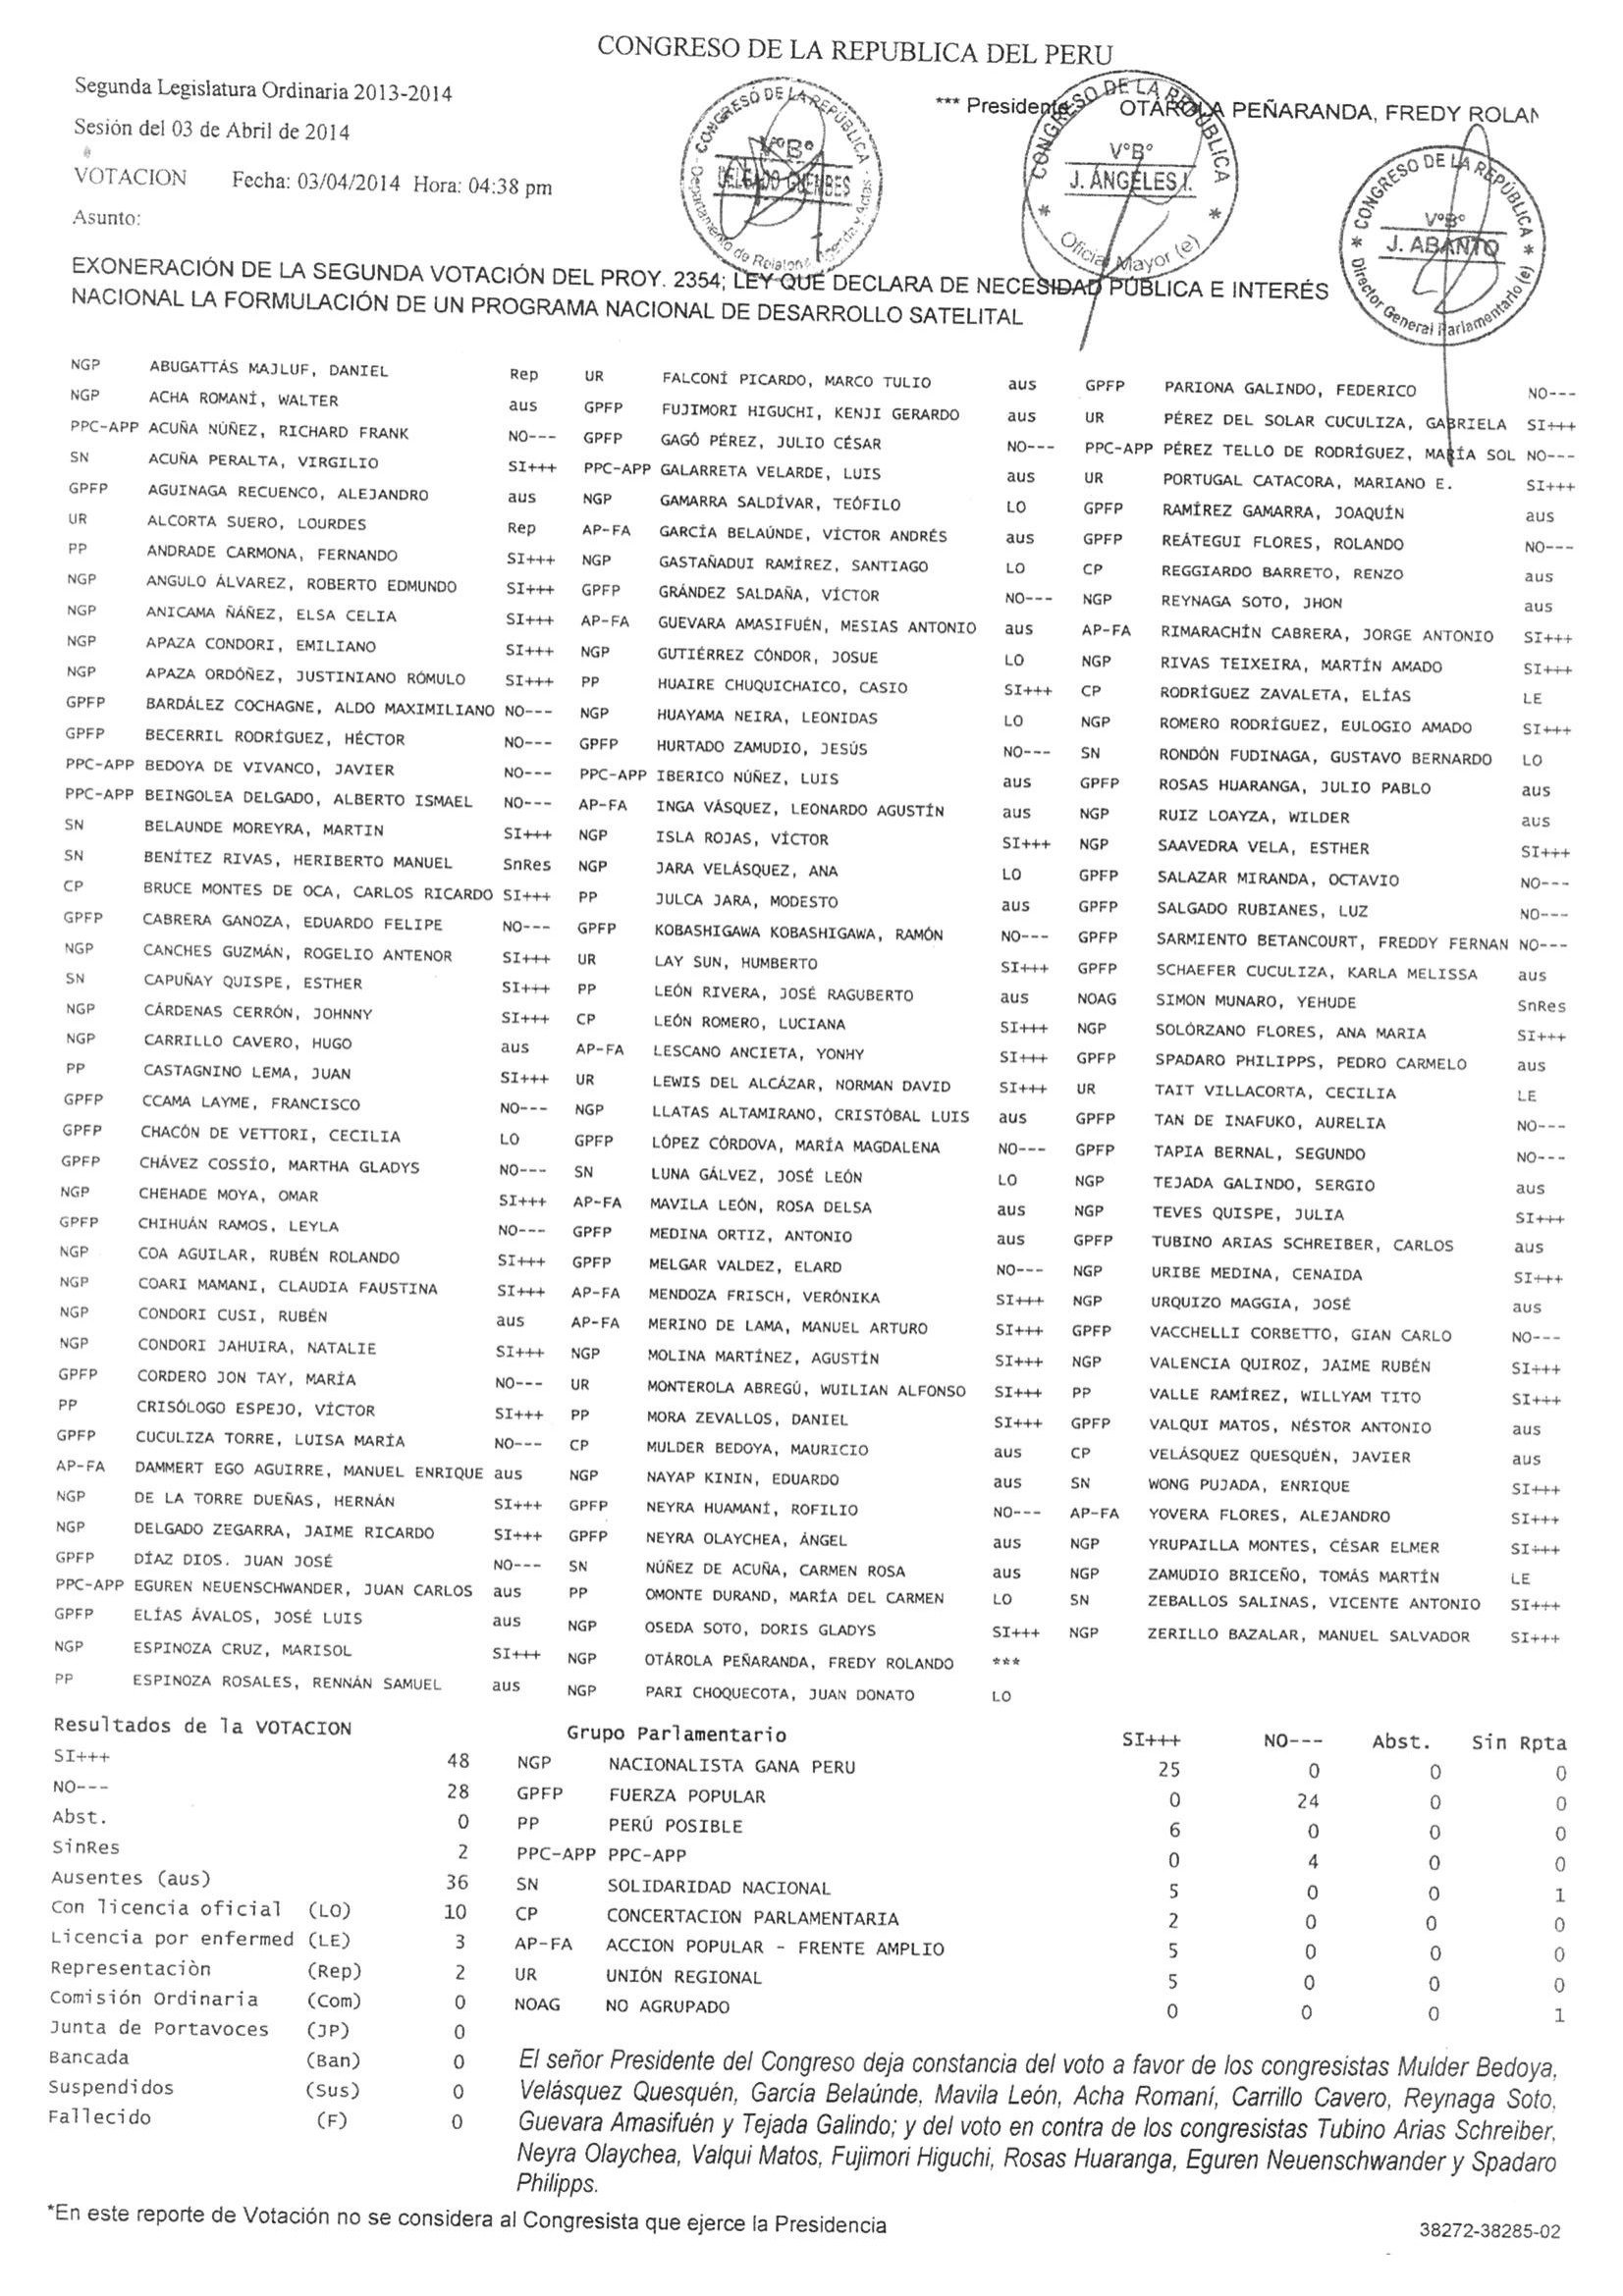 CONGRESO DE LA REPUBLICA DEL PERU
Segunda Legislatura Ordinaria 2013-2014
*** Presidente OTÁROLA PEÑARANDA, FREDY ROLAN
Sesión del 03 de Abril de 2014
VOTACION Fecha: 03/04/2014 Hora: 04:38 pm
Asunto:
CONGRESO DE LA REPÚBLICA
V°B°
DELGADO GUEMBES
Departamento de Relatoría Agenda y Actas
CONGRESO DE LA REPÚBLICA
V°B°
J. ÁNGELES I.
Oficial Mayor (e)
CONGRESO DE LA REPÚBLICA
V°B°
J. ABANTO
Director General Parlamentario (e)
EXONERACIÓN DE LA SEGUNDA VOTACIÓN DEL PROY. 2354; LEY QUE DECLARA DE NECESIDAD PÚBLICA E INTERÉS
NACIONAL LA FORMULACIÓN DE UN PROGRAMA NACIONAL DE DESARROLLO SATELITAL
NGP ABUGATTÁS MAJLUF, DANIEL Rep
NGP ACHA ROMANÍ, WALTER aus
PPC-APP ACUÑA NÚÑEZ, RICHARD FRANK NO---
SN ACUÑA PERALTA, VIRGILIO SI+++
GPFP AGUINAGA RECUENCO, ALEJANDRO aus
UR ALCORTA SUERO, LOURDES Rep
PP ANDRADE CARMONA, FERNANDO SI+++
NGP ANGULO ÁLVAREZ, ROBERTO EDMUNDO SI+++
NGP ANICAMA ÑÁÑEZ, ELSA CELIA SI+++
NGP APAZA CONDORI, EMILIANO SI+++
NGP APAZA ORDÓÑEZ, JUSTINIANO RÓMULO SI+++
GPFP BARDÁLEZ COCHAGNE, ALDO MAXIMILIANO NO---
GPFP BECERRIL RODRÍGUEZ, HÉCTOR NO---
PPC-APP BEDOYA DE VIVANCO, JAVIER NO---
PPC-APP BEINGOLEA DELGADO, ALBERTO ISMAEL NO---
SN BELAUNDE MOREYRA, MARTIN SI+++
SN BENÍTEZ RIVAS, HERIBERTO MANUEL SnRes
CP BRUCE MONTES DE OCA, CARLOS RICARDO SI+++
GPFP CABRERA GANOZA, EDUARDO FELIPE NO---
NGP CANCHES GUZMÁN, ROGELIO ANTENOR SI+++
SN CAPUÑAY QUISPE, ESTHER SI+++
NGP CÁRDENAS CERRÓN, JOHNNY SI+++
NGP CARRILLO CAVERO, HUGO aus
PP CASTAGNINO LEMA, JUAN SI+++
GPFP CCAMA LAYME, FRANCISCO NO---
GPFP CHACÓN DE VETTORI, CECILIA LO
GPFP CHÁVEZ COSSÍO, MARTHA GLADYS NO---
NGP CHEHADE MOYA, OMAR SI+++
GPFP CHIHUÁN RAMOS, LEYLA NO---
NGP COA AGUILAR, RUBÉN ROLANDO SI+++
NGP COARI MAMANI, CLAUDIA FAUSTINA SI+++
NGP CONDORI CUSI, RUBÉN aus
NGP CONDORI JAHUIRA, NATALIE SI+++
GPFP CORDERO JON TAY, MARÍA NO---
PP CRISÓLOGO ESPEJO, VÍCTOR SI+++
GPFP CUCULIZA TORRE, LUISA MARÍA NO---
AP-FA DAMMERT EGO AGUIRRE, MANUEL ENRIQUE aus
NGP DE LA TORRE DUEÑAS, HERNÁN SI+++
NGP DELGADO ZEGARRA, JAIME RICARDO SI+++
GPFP DÍAZ DIOS. JUAN JOSÉ NO---
PPC-APP EGUREN NEUENSCHWANDER, JUAN CARLOS aus
GPFP ELÍAS ÁVALOS, JOSÉ LUIS aus
NGP ESPINOZA CRUZ, MARISOL SI+++
PP ESPINOZA ROSALES, RENNÁN SAMUEL aus
UR FALCONÍ PICARDO, MARCO TULIO aus
GPFP FUJIMORI HIGUCHI, KENJI GERARDO aus
GPFP GAGÓ PÉREZ, JULIO CÉSAR NO---
PPC-APP GALARRETA VELARDE, LUIS aus
NGP GAMARRA SALDÍVAR, TEÓFILO LO
AP-FA GARCÍA BELAÚNDE, VÍCTOR ANDRÉS aus
NGP GASTAÑADUI RAMÍREZ, SANTIAGO LO
GPFP GRÁNDEZ SALDAÑA, VÍCTOR NO---
AP-FA GUEVARA AMASIFUÉN, MESIAS ANTONIO aus
NGP GUTIÉRREZ CÓNDOR, JOSUE LO
PP HUAIRE CHUQUICHAICO, CASIO SI+++
NGP HUAYAMA NEIRA, LEONIDAS LO
GPFP HURTADO ZAMUDIO, JESÚS NO---
PPC-APP IBERICO NÚÑEZ, LUIS aus
AP-FA INGA VÁSQUEZ, LEONARDO AGUSTÍN aus
NGP ISLA ROJAS, VÍCTOR SI+++
NGP JARA VELÁSQUEZ, ANA LO
PP JULCA JARA, MODESTO aus
GPFP KOBASHIGAWA KOBASHIGAWA, RAMÓN NO---
UR LAY SUN, HUMBERTO SI+++
PP LEÓN RIVERA, JOSÉ RAGUBERTO aus
CP LEÓN ROMERO, LUCIANA SI+++
AP-FA LESCANO ANCIETA, YONHY SI+++
UR LEWIS DEL ALCÁZAR, NORMAN DAVID SI+++
NGP LLATAS ALTAMIRANO, CRISTÓBAL LUIS aus
GPFP LÓPEZ CÓRDOVA, MARÍA MAGDALENA NO---
SN LUNA GÁLVEZ, JOSÉ LEÓN LO
AP-FA MAVILA LEÓN, ROSA DELSA aus
GPFP MEDINA ORTIZ, ANTONIO aus
GPFP MELGAR VALDEZ, ELARD NO---
AP-FA MENDOZA FRISCH, VERÓNIKA SI+++
AP-FA MERINO DE LAMA, MANUEL ARTURO SI+++
NGP MOLINA MARTÍNEZ, AGUSTÍN SI+++
UR MONTEROLA ABREGÚ, WUILIAN ALFONSO SI+++
PP MORA ZEVALLOS, DANIEL SI+++
CP MULDER BEDOYA, MAURICIO aus
NGP NAYAP KININ, EDUARDO aus
GPFP NEYRA HUAMANÍ, ROFILIO NO---
GPFP NEYRA OLAYCHEA, ÁNGEL aus
SN NÚÑEZ DE ACUÑA, CARMEN ROSA aus
PP OMONTE DURAND, MARÍA DEL CARMEN LO
NGP OSEDA SOTO, DORIS GLADYS SI+++
NGP OTÁROLA PEÑARANDA, FREDY ROLANDO ***
NGP PARI CHOQUECOTA, JUAN DONATO LO
GPFP PARIONA GALINDO, FEDERICO NO---
UR PÉREZ DEL SOLAR CUCULIZA, GABRIELA SI+++
PPC-APP PÉREZ TELLO DE RODRÍGUEZ, MARÍA SOL NO---
UR PORTUGAL CATACORA, MARIANO E. SI+++
GPFP RAMÍREZ GAMARRA, JOAQUÍN aus
GPFP REÁTEGUI FLORES, ROLANDO NO---
CP REGGIARDO BARRETO, RENZO aus
NGP REYNAGA SOTO, JHON aus
AP-FA RIMARACHÍN CABRERA, JORGE ANTONIO SI+++
NGP RIVAS TEIXEIRA, MARTÍN AMADO SI+++
CP RODRÍGUEZ ZAVALETA, ELÍAS LE
NGP ROMERO RODRÍGUEZ, EULOGIO AMADO SI+++
SN RONDÓN FUDINAGA, GUSTAVO BERNARDO LO
GPFP ROSAS HUARANGA, JULIO PABLO aus
NGP RUIZ LOAYZA, WILDER aus
NGP SAAVEDRA VELA, ESTHER SI+++
GPFP SALAZAR MIRANDA, OCTAVIO NO---
GPFP SALGADO RUBIANES, LUZ NO---
GPFP SARMIENTO BETANCOURT, FREDDY FERNAN NO---
GPFP SCHAEFER CUCULIZA, KARLA MELISSA aus
NOAG SIMON MUNARO, YEHUDE SnRes
NGP SOLÓRZANO FLORES, ANA MARIA SI+++
GPFP SPADARO PHILIPPS, PEDRO CARMELO aus
UR TAIT VILLACORTA, CECILIA LE
GPFP TAN DE INAFUKO, AURELIA NO---
GPFP TAPIA BERNAL, SEGUNDO NO---
NGP TEJADA GALINDO, SERGIO aus
NGP TEVES QUISPE, JULIA SI+++
GPFP TUBINO ARIAS SCHREIBER, CARLOS aus
NGP URIBE MEDINA, CENAIDA SI+++
NGP URQUIZO MAGGIA, JOSÉ aus
GPFP VACCHELLI CORBETTO, GIAN CARLO NO---
NGP VALENCIA QUIROZ, JAIME RUBÉN SI+++
PP VALLE RAMÍREZ, WILLYAM TITO SI+++
GPFP VALQUI MATOS, NÉSTOR ANTONIO aus
CP VELÁSQUEZ QUESQUÉN, JAVIER aus
SN WONG PUJADA, ENRIQUE SI+++
AP-FA YOVERA FLORES, ALEJANDRO SI+++
NGP YRUPAILLA MONTES, CÉSAR ELMER SI+++
NGP ZAMUDIO BRICEÑO, TOMÁS MARTÍN LE
SN ZEBALLOS SALINAS, VICENTE ANTONIO SI+++
NGP ZERILLO BAZALAR, MANUEL SALVADOR SI+++
Resultados de la VOTACION
SI+++ 48
NO--- 28
Abst. 0
SinRes 2
Ausentes (aus) 36
Con licencia oficial (LO) 10
Licencia por enfermed (LE) 3
Representaciòn (Rep) 2
Comisión Ordinaria (Com) 0
Junta de Portavoces (JP) 0
Bancada (Ban) 0
Suspendidos (Sus) 0
Fallecido (F) 0
Grupo Parlamentario SI+++ NO--- Abst. Sin Rpta
NGP NACIONALISTA GANA PERU 25 0 0 0
GPFP FUERZA POPULAR 0 24 0 0
PP PERÚ POSIBLE 6 0 0 0
PPC-APP PPC-APP 0 4 0 0
SN SOLIDARIDAD NACIONAL 5 0 0 1
CP CONCERTACION PARLAMENTARIA 2 0 0 0
AP-FA ACCION POPULAR - FRENTE AMPLIO 5 0 0 0
UR UNIÓN REGIONAL 5 0 0 0
NOAG NO AGRUPADO 0 0 0 1
El señor Presidente del Congreso deja constancia del voto a favor de los congresistas Mulder Bedoya,
Velásquez Quesquén, García Belaúnde, Mavila León, Acha Romaní, Carrillo Cavero, Reynaga Soto,
Guevara Amasifuén y Tejada Galindo; y del voto en contra de los congresistas Tubino Arias Schreiber,
Neyra Olaychea, Valqui Matos, Fujimori Higuchi, Rosas Huaranga, Eguren Neuenschwander y Spadaro
Philipps.
*En este reporte de Votación no se considera al Congresista que ejerce la Presidencia
38272-38285-02